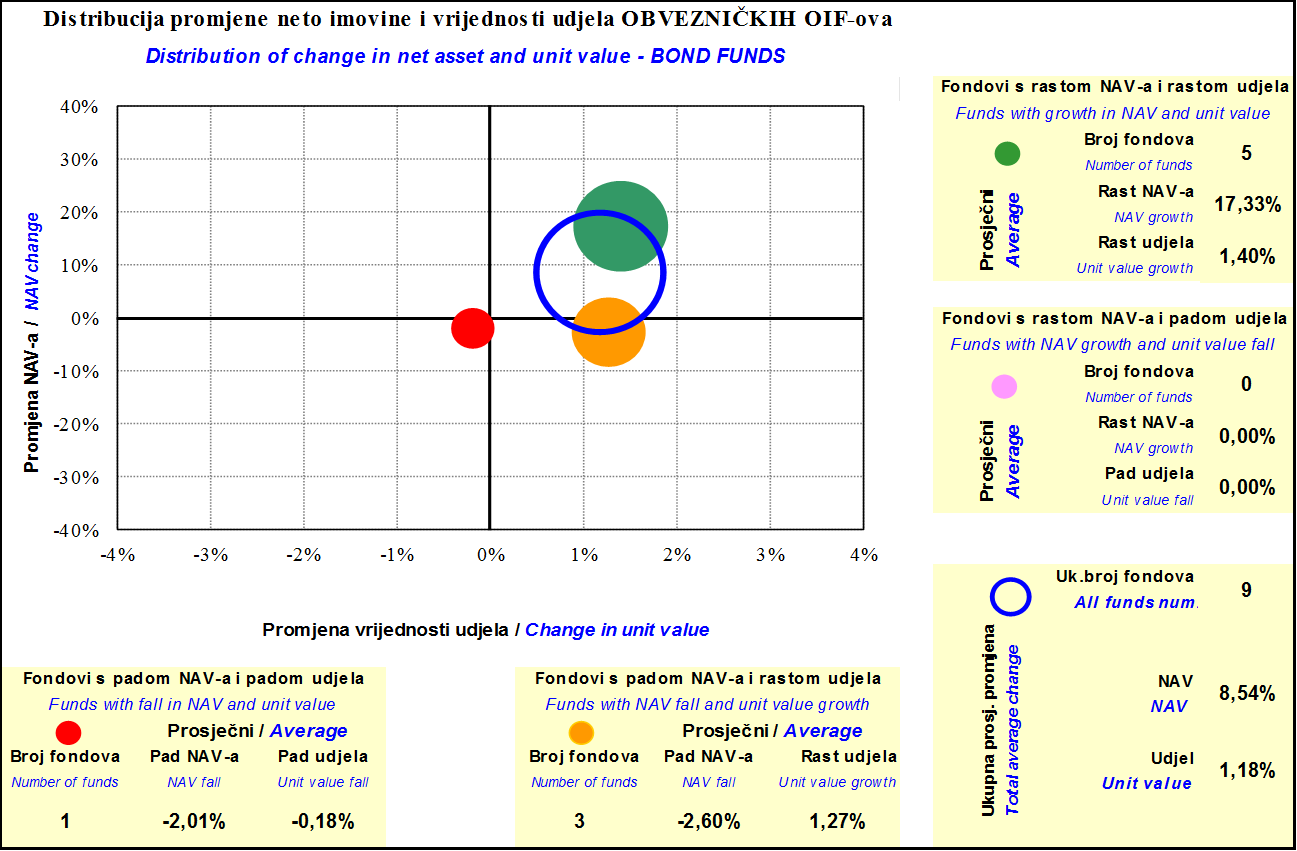 Distribucija promjene neto imovine i vrijednosti udjela OBVEZNIČKIH OIF-ova
Distribution of change in net asset and unit value - BOND FUNDS
40%
30%
20%
10%
0%
-10%
-20%
-30%
-40%
-4%
-3%
-2%
-1%
0%
1%
2%
3%
4%
Promjena NAV-a / NAV change
Promjena vrijednosti udjela / Change in unit value
Fondovi s rastom NAV-a i rastom udjela
Funds with growth in NAV and unit value
Broj fondova
Number of funds
5
Prosječni
Average
Rast NAV-a
NAV growth
17,33%
Rast udjela
Unit value growth
1,40%
Fondovi s rastom NAV-a i padom udjela
Funds with NAV growth and unit value fall
Broj fondova
Number of funds
0
Prosječni
Average
Rast NAV-a
NAV growth
0,00%
Pad udjela
Unit value fall
0,00%
Uk.broj fondova
All funds num.
9
Ukupna prosj. promjena
Total average change
NAV
NAV
8,54%
Udjel
Unit value
1,18%
Fondovi s padom NAV-a i padom udjela
Funds with fall in NAV and unit value
Prosječni / Average
Broj fondova Pad NAV-a Pad udjela
Number of funds NAV fall Unit value fall
1 -2,01% -0,18%
Fondovi s padom NAV-a i rastom udjela
Funds with NAV fall and unit value growth
Prosječni / Average
Broj fondova Pad NAV-a Rast udjela
Number of funds NAV fall Unit value growth
3 -2,60% 1,27%